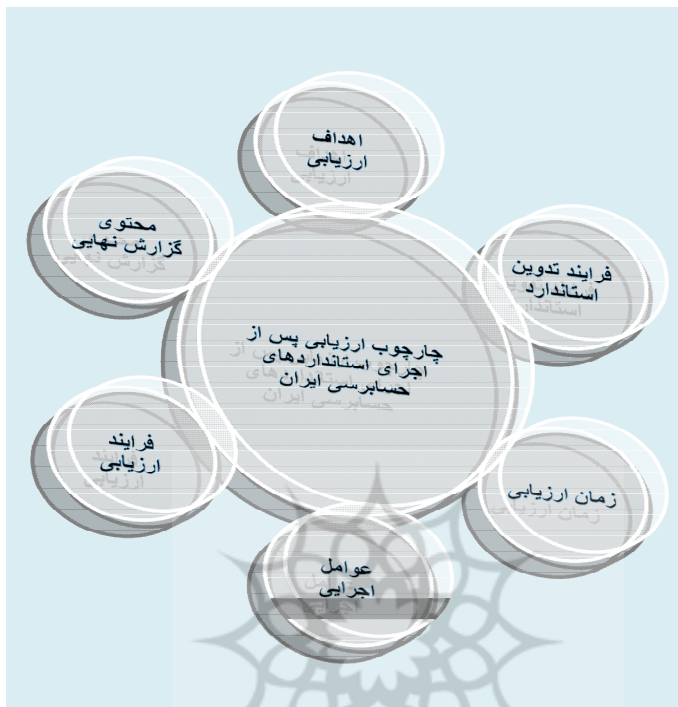 اهداف
ارزیابی
فرایند تدوین
استاندارد
زمان ارزیابی
عوامل
اجرایی
فرایند
ارزیابی
محتوی
گزارش نهایی
چارچوب ارزیابی پس از
اجرای استانداردهای
حسابرسی ایران